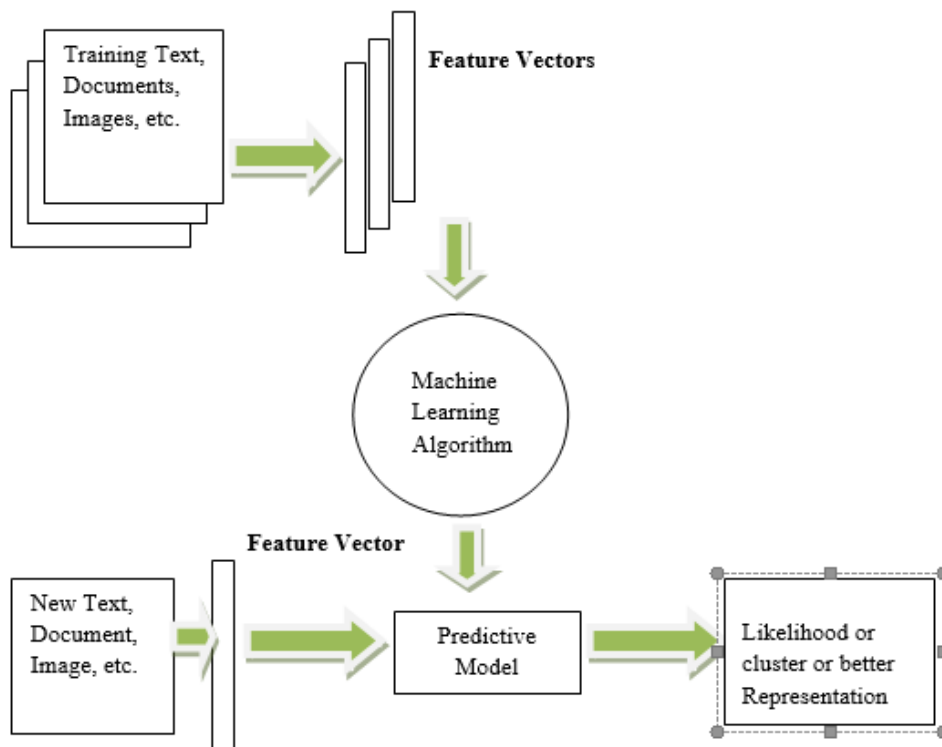 Training Text,
Documents,
Images, etc.
Feature Vectors
Machine
Learning
Algorithm
Feature Vector
New Text,
Document,
Image, etc.
Predictive
Model
Likelihood or
cluster or better
Representation